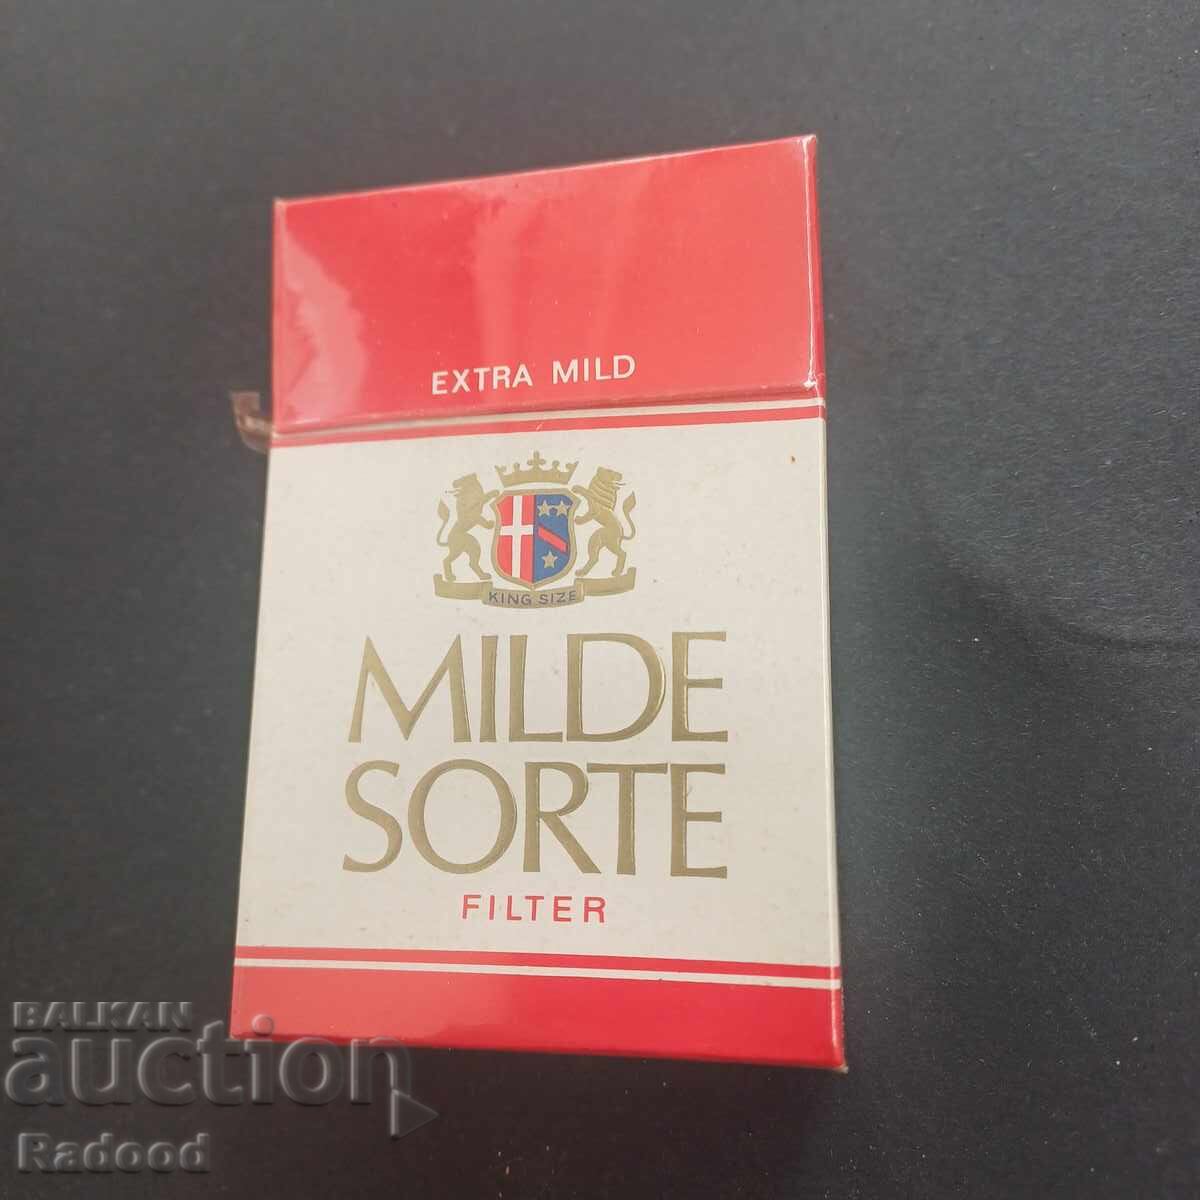 EXTRA MILD
KING SIZE
MILDE
SORTE
FILTER
BALKAN
auction
Radood